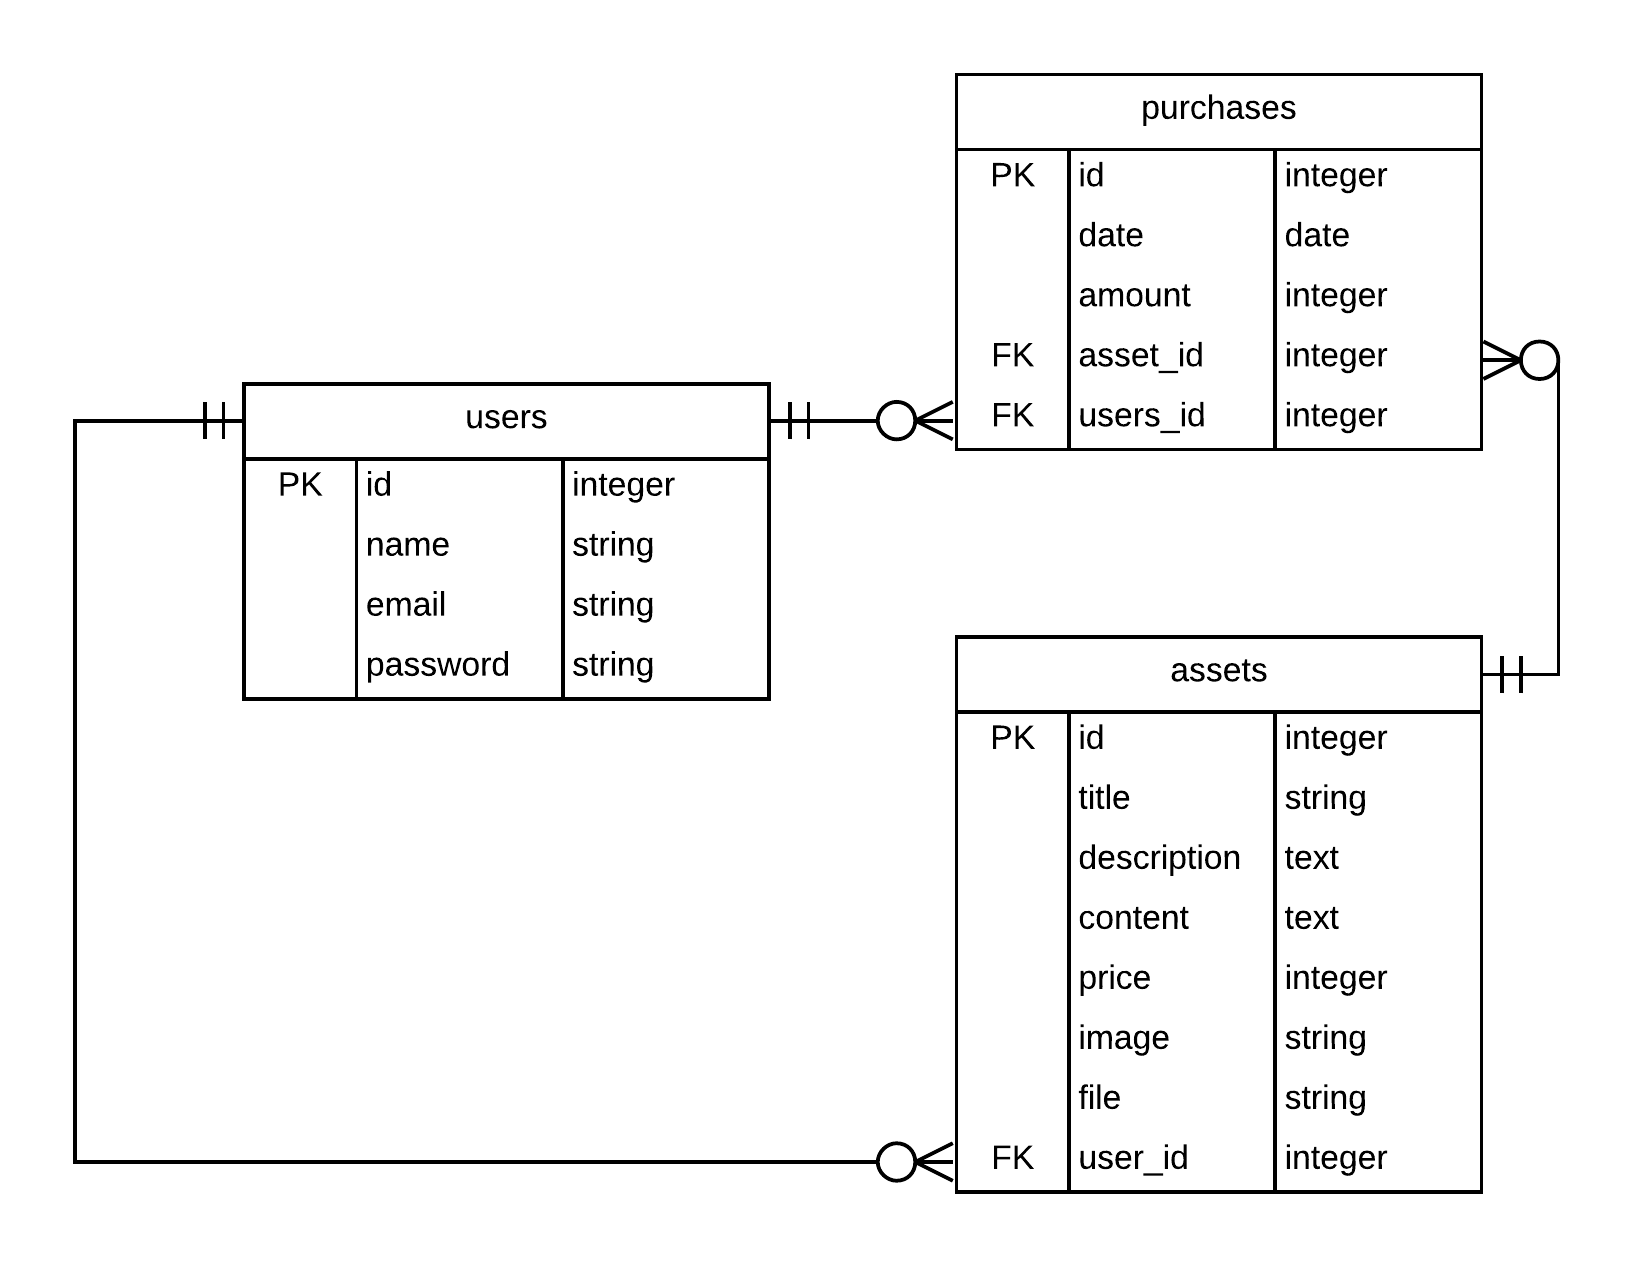 purchases
PK id integer
date date
amount integer
FK asset_id integer
FK users_id integer
users
PK id integer
name string
email string
password string
assets
PK id integer
title string
description text
content text
price integer
image string
file string
FK user_id integer